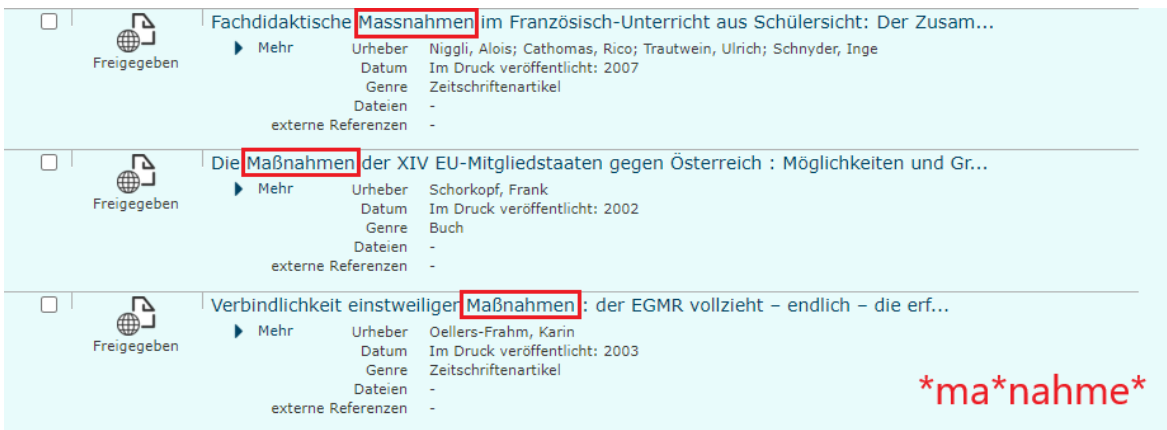 Fachdidaktische Massnahmen im Französisch-Unterricht aus Schülersicht: Der Zusam...
Mehr Urheber Niggli, Alois; Cathomas, Rico; Trautwein, Ulrich; Schnyder, Inge
Freigegeben Datum Im Druck veröffentlicht: 2007
Genre Zeitschriftenartikel
Dateien -
externe Referenzen -
Die Maßnahmen der XIV EU-Mitgliedstaaten gegen Österreich : Möglichkeiten und Gr...
Mehr Urheber Schorkopf, Frank
Freigegeben Datum Im Druck veröffentlicht: 2002
Genre Buch
Dateien -
externe Referenzen -
Verbindlichkeit einstweiliger Maßnahmen : der EGMR vollzieht – endlich – die erf...
Mehr Urheber Oellers-Frahm, Karin
Freigegeben Datum Im Druck veröffentlicht: 2003
Genre Zeitschriftenartikel
Dateien -
externe Referenzen -
*ma*nahme*